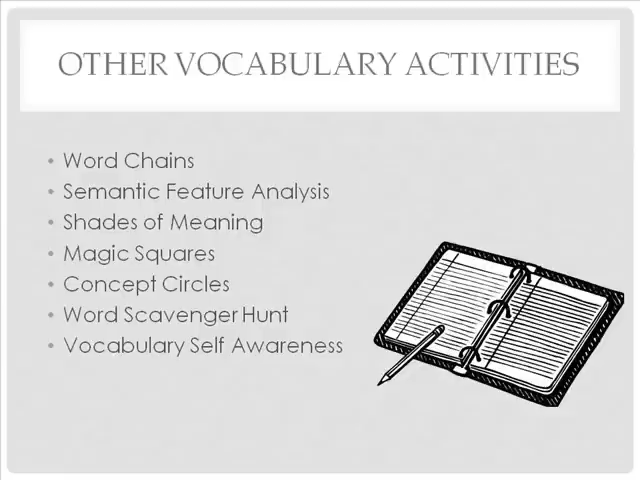 OTHER VOCABULARY ACTIVITIES
• Word Chains
• Semantic Feature Analysis
• Shades of Meaning
• Magic Squares
• Concept Circles
• Word Scavenger Hunt
• Vocabulary Self Awareness